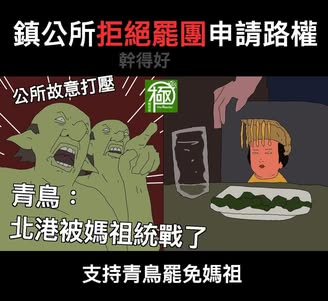 鎮公所拒絕罷團申請路權
幹得好
公所故意打壓
極
青鳥：
北港被媽祖統戰了
支持青鳥罷免媽祖